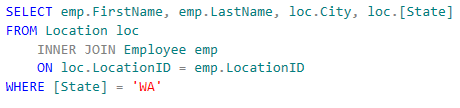 SELECT emp.FirstName, emp.LastName, loc.City, loc.[State]
FROM Location loc
INNER JOIN Employee emp
ON loc.LocationID = emp.LocationID
WHERE [State] = 'WA'